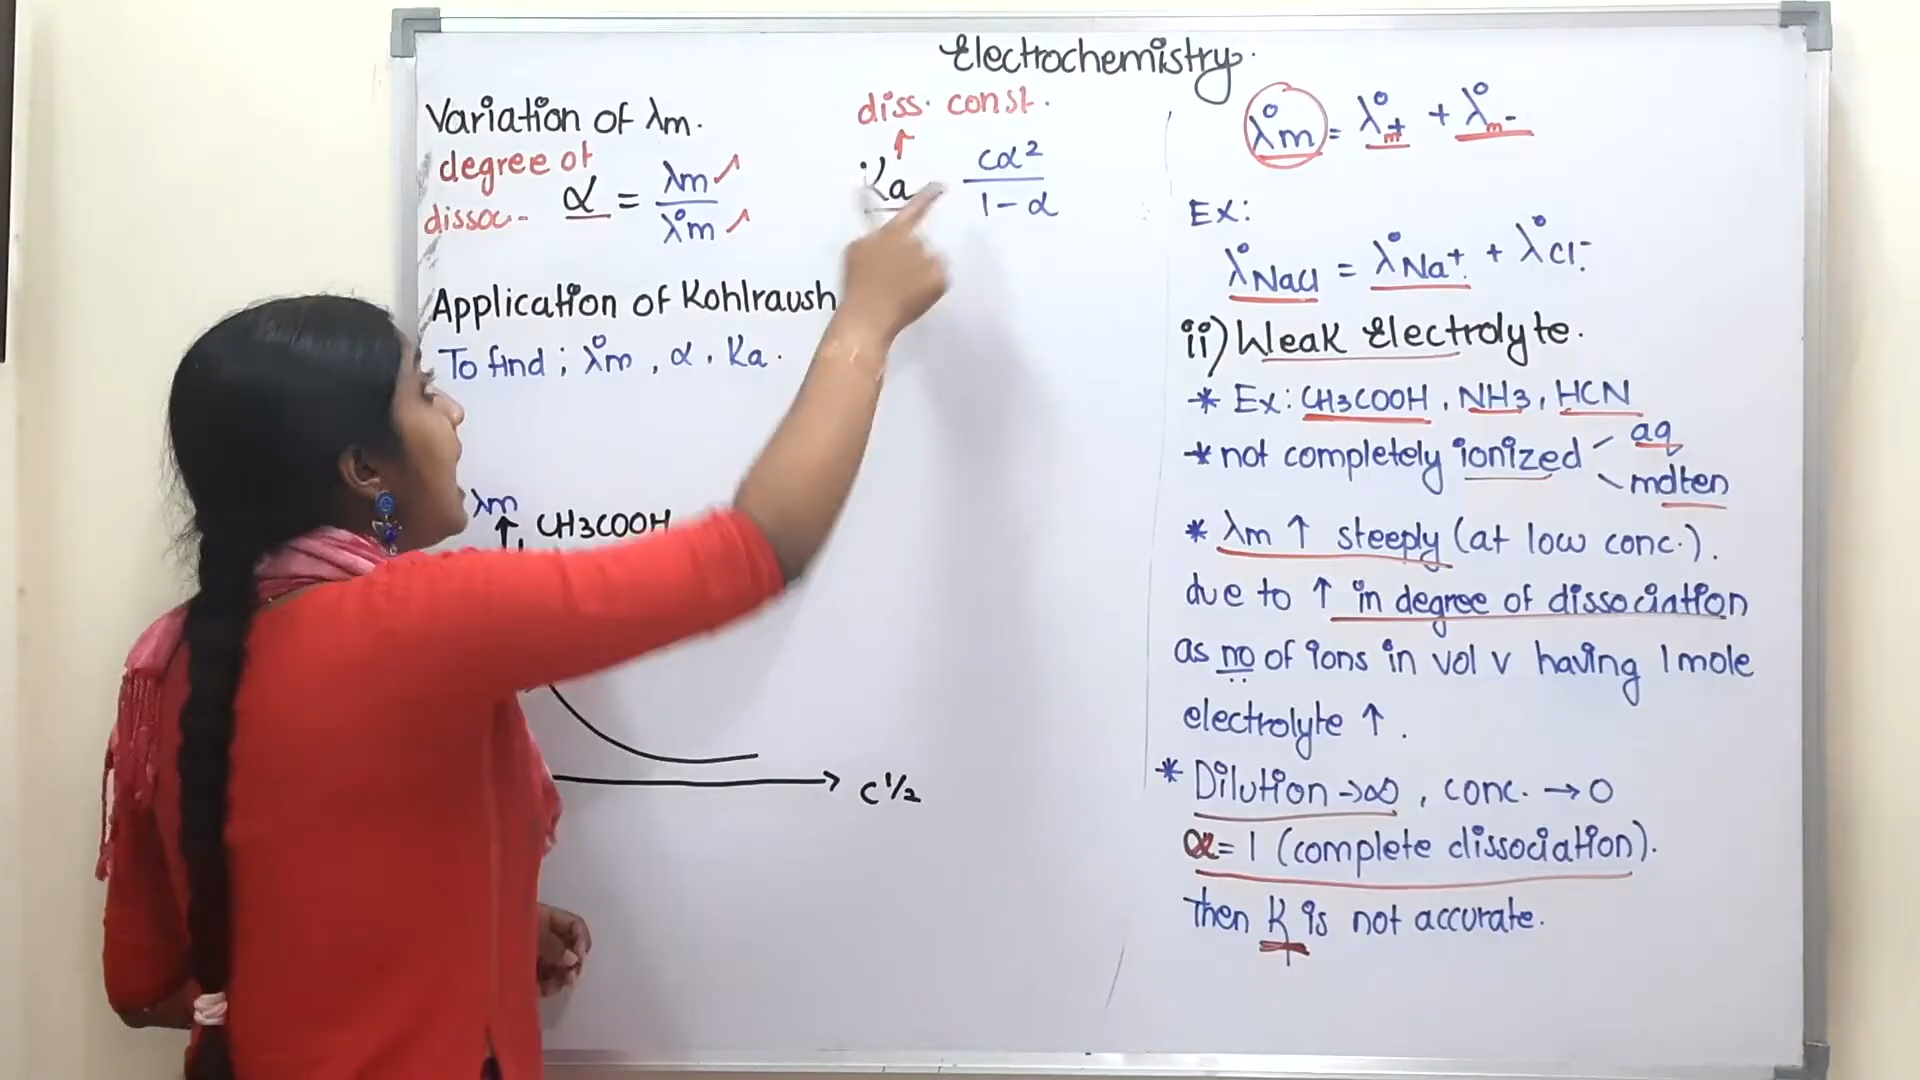 Electrochemistry.
Variation of λm.
degree of
dissoc-
α = λm / λ°m
diss. const.
Ka = cα² / 1-α
Application of Kohlraush
To find ; λ°m , α , Ka .
λm
CH3COOH
c½
λ°m = λ°m+ + λ°m-
Ex:
λ°NaCl = λ°Na+ + λ°Cl-
ii) Weak Electrolyte.
* Ex: CH3COOH , NH3 , HCN
* not completely ionized
aq
molten
* λm ↑ steeply (at low conc.).
due to ↑ in degree of dissociation
as no of ions in vol v having 1 mole
electrolyte ↑ .
* Dilution → ∞ , conc. → 0
α = 1 (complete dissociation).
Then K is not accurate.